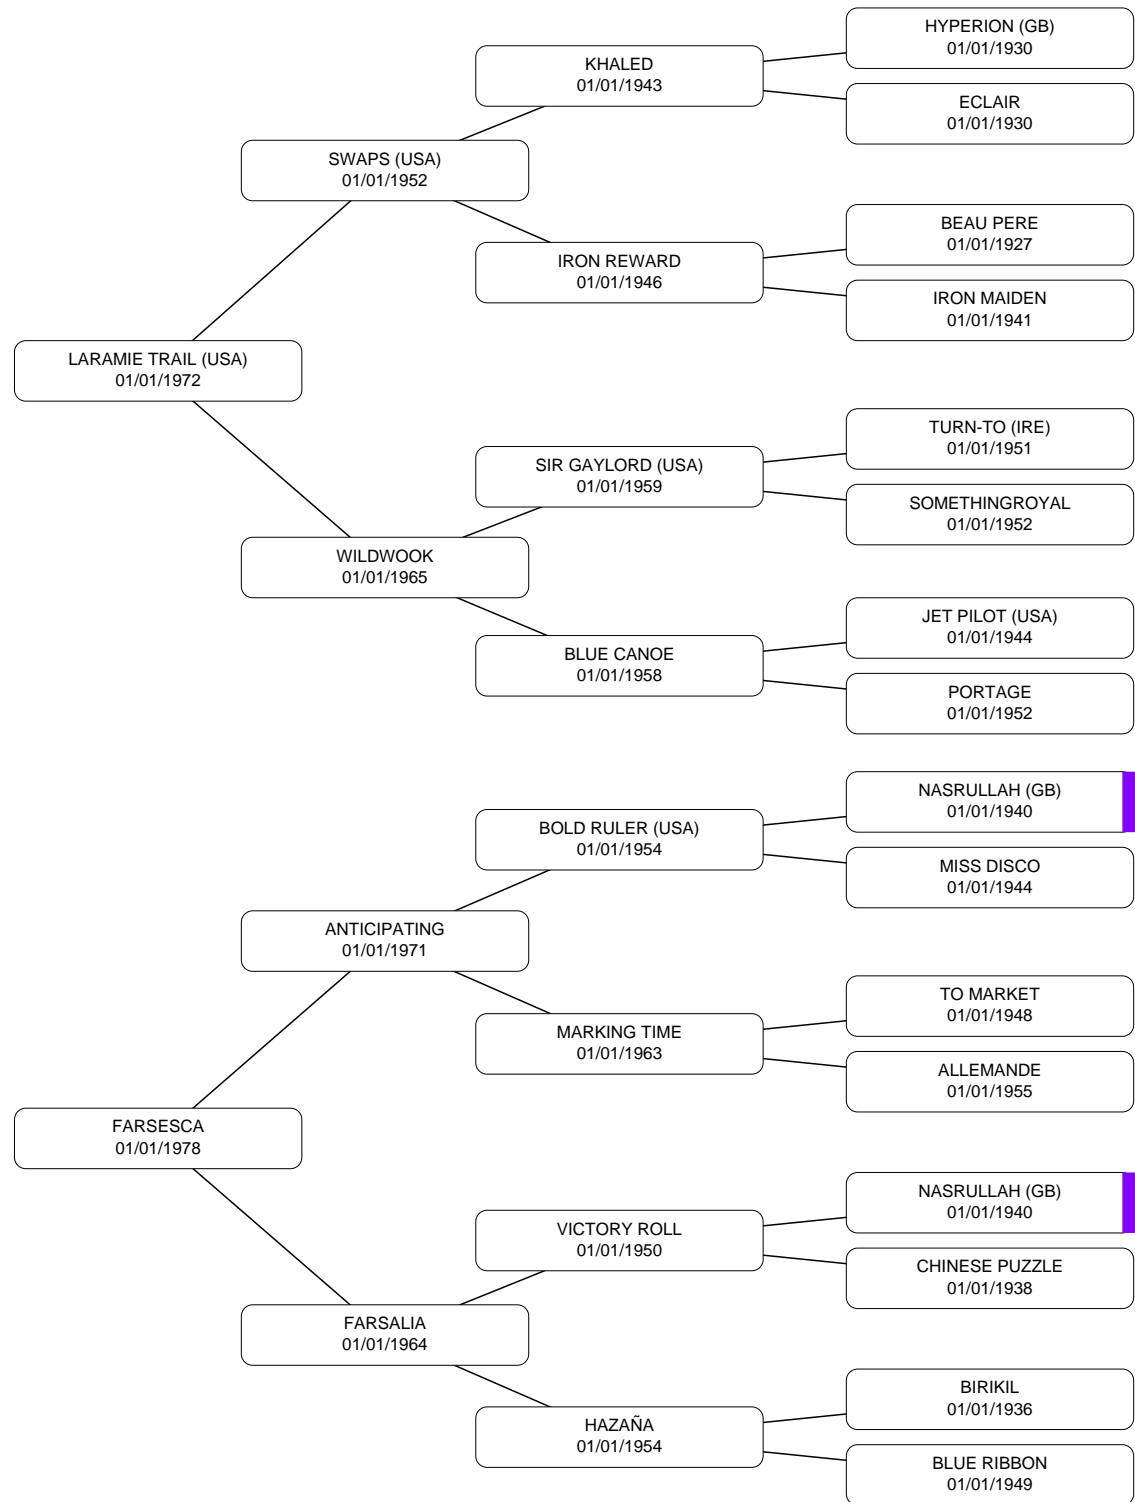 HYPERION (GB)
01/01/1930
KHALED
01/01/1943
ECLAIR
01/01/1930
SWAPS (USA)
01/01/1952
BEAU PERE
01/01/1927
IRON REWARD
01/01/1946
IRON MAIDEN
01/01/1941
LARAMIE TRAIL (USA)
01/01/1972
TURN-TO (IRE)
01/01/1951
SIR GAYLORD (USA)
01/01/1959
SOMETHINGROYAL
01/01/1952
WILDWOOK
01/01/1965
JET PILOT (USA)
01/01/1944
BLUE CANOE
01/01/1958
PORTAGE
01/01/1952
NASRULLAH (GB)
01/01/1940
BOLD RULER (USA)
01/01/1954
MISS DISCO
01/01/1944
ANTICIPATING
01/01/1971
TO MARKET
01/01/1948
MARKING TIME
01/01/1963
ALLEMANDE
01/01/1955
FARSESCA
01/01/1978
NASRULLAH (GB)
01/01/1940
VICTORY ROLL
01/01/1950
CHINESE PUZZLE
01/01/1938
FARSALIA
01/01/1964
BIRIKIL
01/01/1936
HAZAÑA
01/01/1954
BLUE RIBBON
01/01/1949